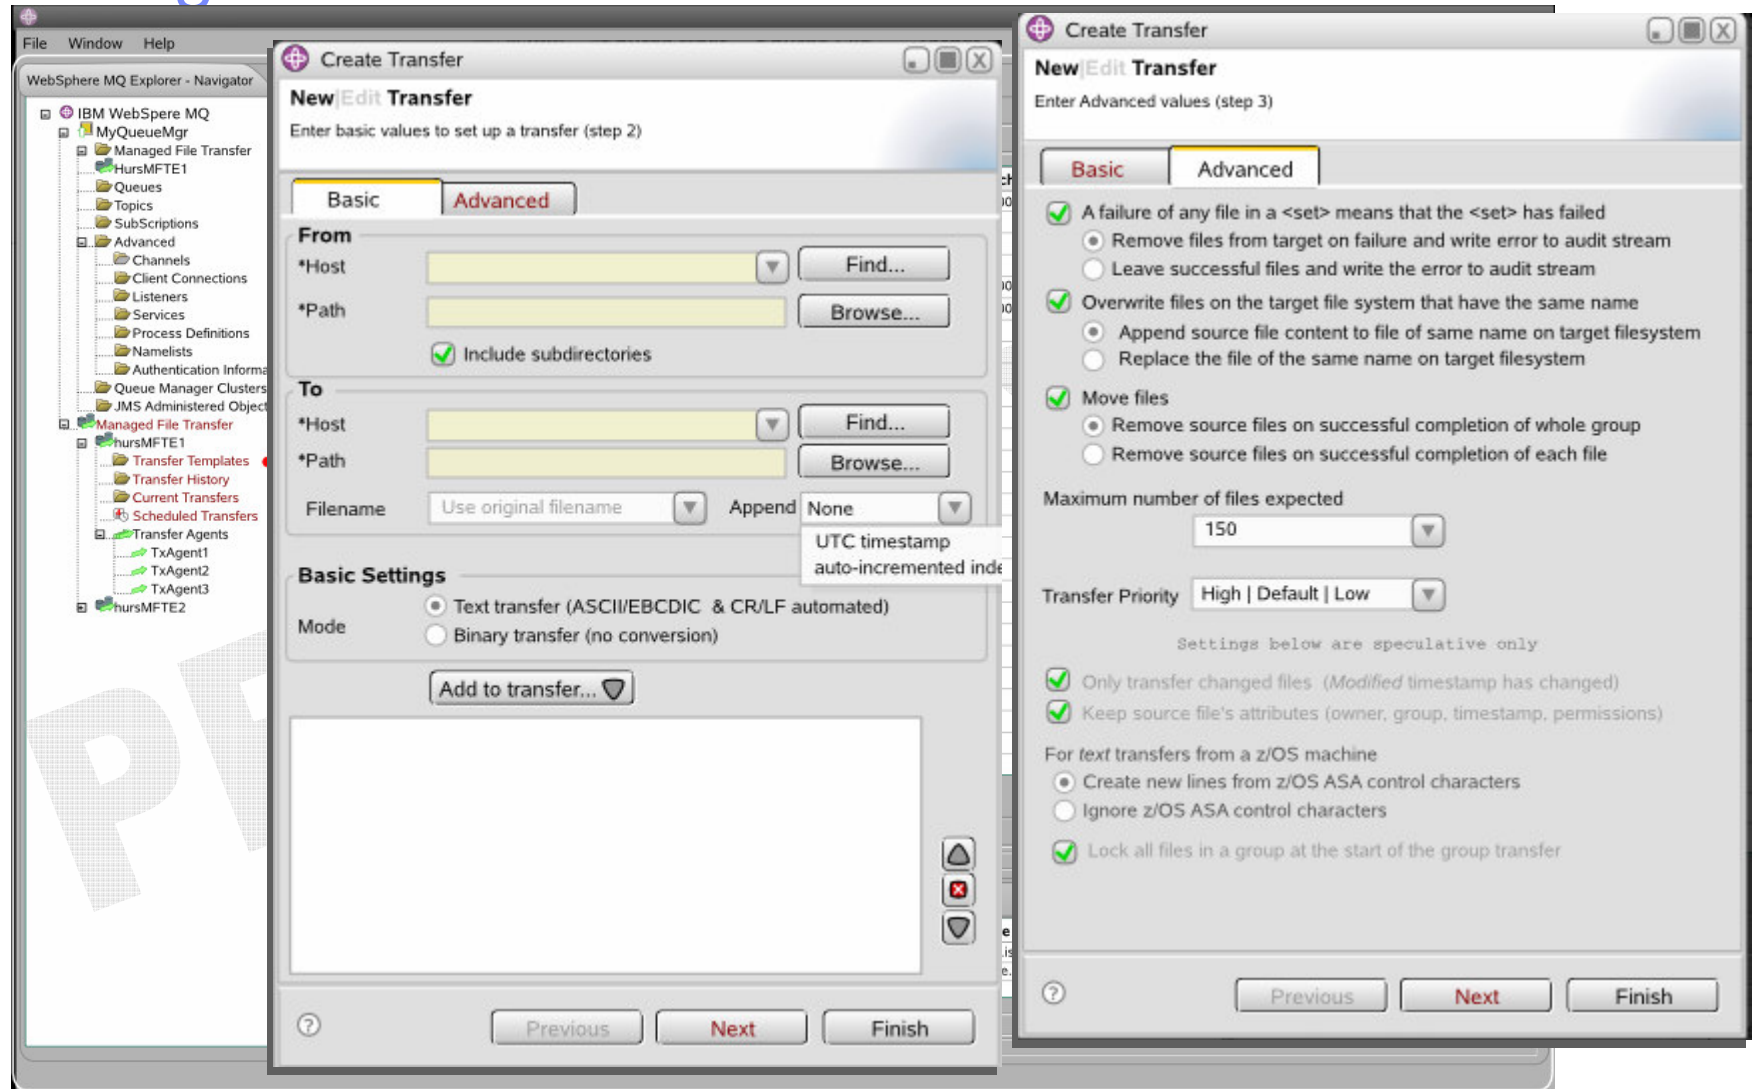 File Window Help
WebSphere MQ Explorer - Navigator
IBM WebSpere MQ
MyQueueMgr
Managed File Transfer
HursMFTE1
Queues
Topics
SubScriptions
Advanced
Channels
Client Connections
Listeners
Services
Process Definitions
Namelists
Authentication Informa
Queue Manager Clusters
JMS Administered Object
Managed File Transfer
hursMFTE1
Transfer Templates
Transfer History
Current Transfers
Scheduled Transfers
Transfer Agents
TxAgent1
TxAgent2
TxAgent3
hursMFTE2
Create Transfer
New|Edit Transfer
Enter basic values to set up a transfer (step 2)
Basic Advanced
From
*Host Find...
*Path Browse...
Include subdirectories
To
*Host Find...
*Path Browse...
Filename Use original filename Append None
UTC timestamp
auto-incremented inde
Basic Settings
Mode
Text transfer (ASCII/EBCDIC & CR/LF automated)
Binary transfer (no conversion)
Add to transfer...
? Previous Next Finish
Create Transfer
New|Edit Transfer
Enter Advanced values (step 3)
Basic Advanced
A failure of any file in a <set> means that the <set> has failed
Remove files from target on failure and write error to audit stream
Leave successful files and write the error to audit stream
Overwrite files on the target file system that have the same name
Append source file content to file of same name on target filesystem
Replace the file of the same name on target filesystem
Move files
Remove source files on successful completion of whole group
Remove source files on successful completion of each file
Maximum number of files expected
150
Transfer Priority High | Default | Low
Settings below are speculative only
Only transfer changed files (Modified timestamp has changed)
Keep source file's attributes (owner, group, timestamp, permissions)
For text transfers from a z/OS machine
Create new lines from z/OS ASA control characters
Ignore z/OS ASA control characters
Lock all files in a group at the start of the group transfer
? Previous Next Finish